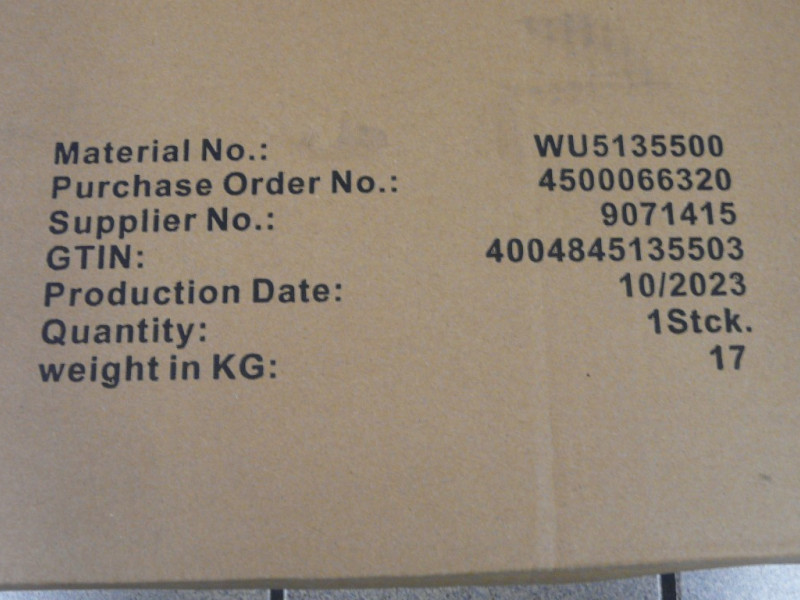 Material No.: WU5135500
Purchase Order No.: 4500066320
Supplier No.: 9071415
GTIN: 4004845135503
Production Date: 10/2023
Quantity: 1Stck.
weight in KG: 17